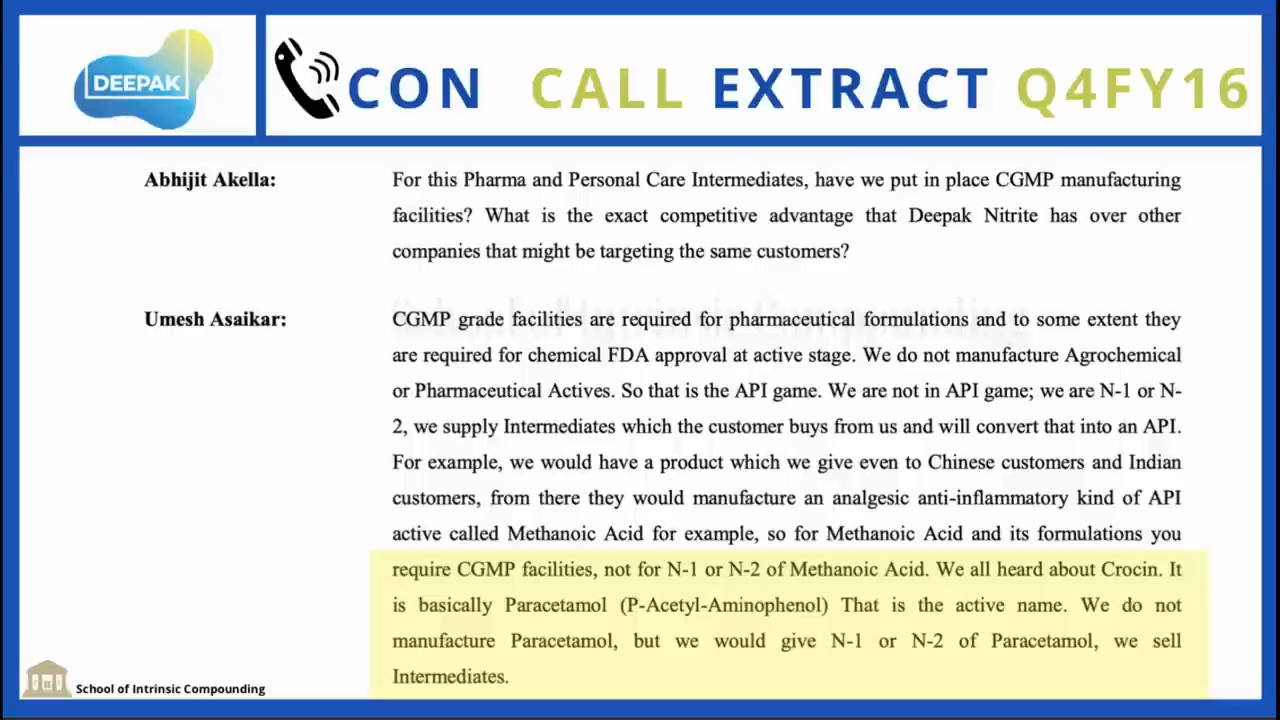 DEEPAK
CON CALL EXTRACT Q4FY16
Abhijit Akella:
For this Pharma and Personal Care Intermediates, have we put in place CGMP manufacturing
facilities? What is the exact competitive advantage that Deepak Nitrite has over other
companies that might be targeting the same customers?
Umesh Asaikar:
CGMP grade facilities are required for pharmaceutical formulations and to some extent they
are required for chemical FDA approval at active stage. We do not manufacture Agrochemical
or Pharmaceutical Actives. So that is the API game. We are not in API game; we are N-1 or N-
2, we supply Intermediates which the customer buys from us and will convert that into an API.
For example, we would have a product which we give even to Chinese customers and Indian
customers, from there they would manufacture an analgesic anti-inflammatory kind of API
active called Methanoic Acid for example, so for Methanoic Acid and its formulations you
require CGMP facilities, not for N-1 or N-2 of Methanoic Acid. We all heard about Crocin. It
is basically Paracetamol (P-Acetyl-Aminophenol) That is the active name. We do not
manufacture Paracetamol, but we would give N-1 or N-2 of Paracetamol, we sell
Intermediates.
School of Intrinsic Compounding